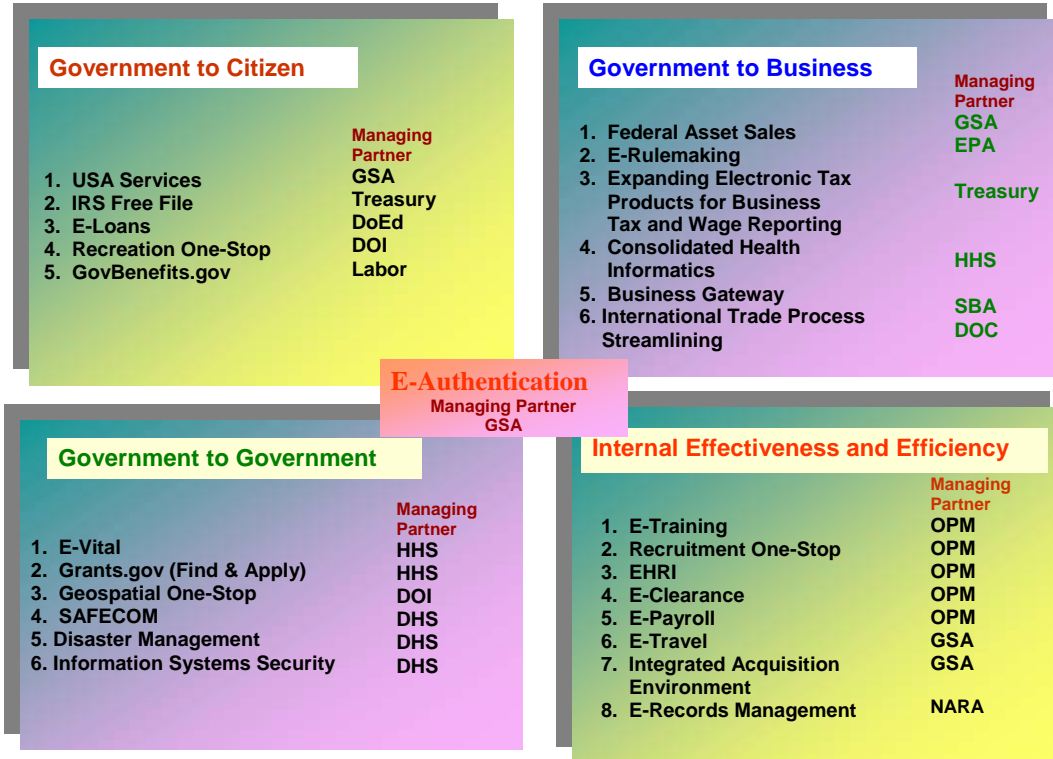 Government to Citizen
Managing
Partner
1. USA Services GSA
2. IRS Free File Treasury
3. E-Loans DoEd
4. Recreation One-Stop DOI
5. GovBenefits.gov Labor
Government to Business
Managing
Partner
1. Federal Asset Sales GSA
2. E-Rulemaking EPA
3. Expanding Electronic Tax
Products for Business Treasury
Tax and Wage Reporting
4. Consolidated Health
Informatics HHS
5. Business Gateway SBA
6. International Trade Process DOC
Streamlining
E-Authentication
Managing Partner
GSA
Government to Government
Managing
Partner
1. E-Vital HHS
2. Grants.gov (Find & Apply) HHS
3. Geospatial One-Stop DOI
4. SAFECOM DHS
5. Disaster Management DHS
6. Information Systems Security DHS
Internal Effectiveness and Efficiency
Managing
Partner
1. E-Training OPM
2. Recruitment One-Stop OPM
3. EHRI OPM
4. E-Clearance OPM
5. E-Payroll OPM
6. E-Travel GSA
7. Integrated Acquisition GSA
Environment
8. E-Records Management NARA